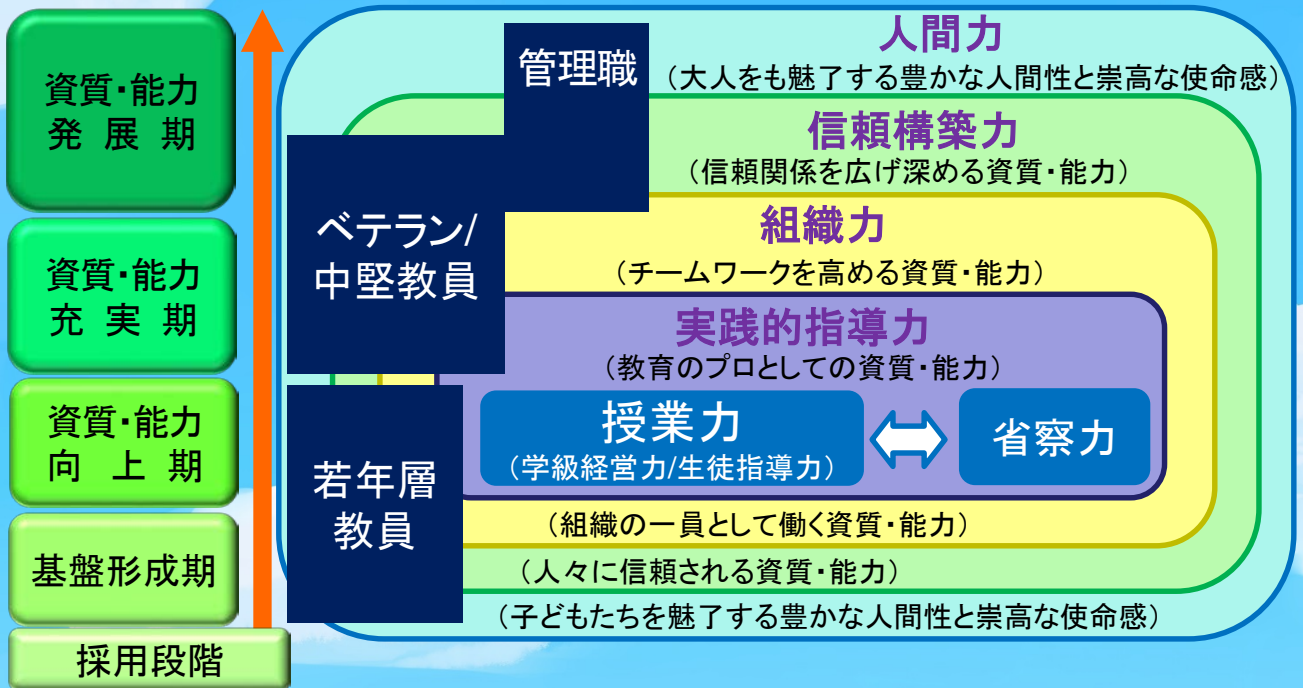 資質・能力
発 展 期
資質・能力
充 実 期
資質・能力
向 上 期
基盤形成期
採用段階
管理職
ベテラン/
中堅教員
若年層
教員
人間力
（大人をも魅了する豊かな人間性と崇高な使命感）
信頼構築力
（信頼関係を広げ深める資質・能力）
組織力
（チームワークを高める資質・能力）
実践的指導力
（教育のプロとしての資質・能力）
授業力
（学級経営力/生徒指導力）
省察力
（組織の一員として働く資質・能力）
（人々に信頼される資質・能力）
（子どもたちを魅了する豊かな人間性と崇高な使命感）